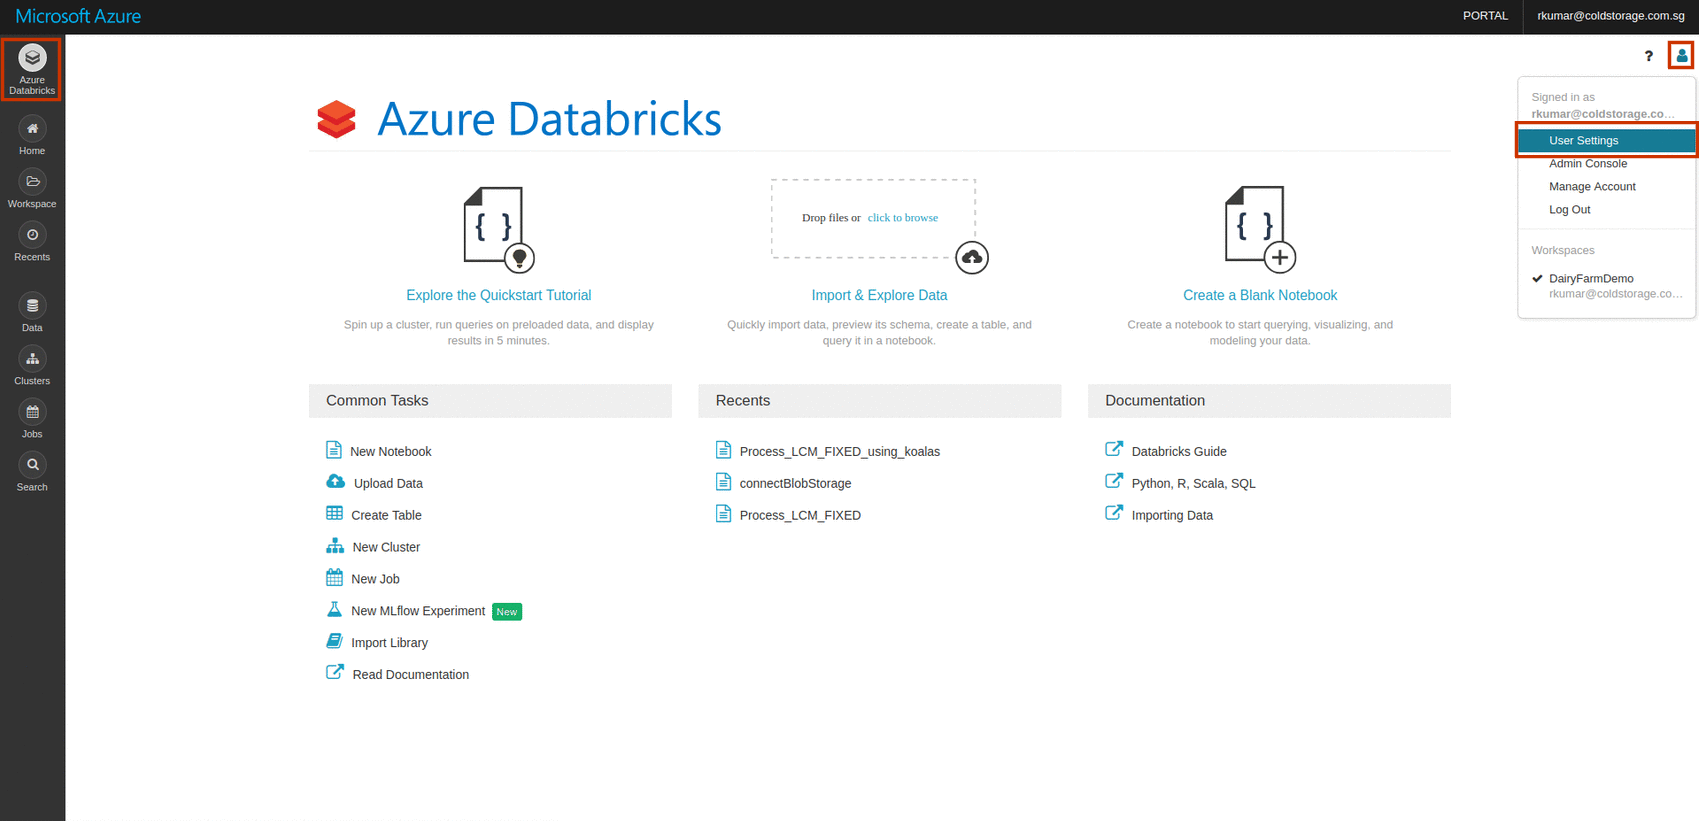 Microsoft Azure
PORTAL
rkumar@coldstorage.com.sg
Azure
Databricks
Home
Workspace
Recents
Data
Clusters
Jobs
Search
?
Signed in as
rkumar@coldstorage.co...
User Settings
Admin Console
Manage Account
Log Out
Workspaces
DairyFarmDemo
rkumar@coldstorage.co...
Azure Databricks
{ }
Explore the Quickstart Tutorial
Spin up a cluster, run queries on preloaded data, and display
results in 5 minutes.
Drop files or click to browse
Import & Explore Data
Quickly import data, preview its schema, create a table, and
query it in a notebook.
{ }
Create a Blank Notebook
Create a notebook to start querying, visualizing, and
modeling your data.
Common Tasks
New Notebook
Upload Data
Create Table
New Cluster
New Job
New MLflow Experiment New
Import Library
Read Documentation
Recents
Process_LCM_FIXED_using_koalas
connectBlobStorage
Process_LCM_FIXED
Documentation
Databricks Guide
Python, R, Scala, SQL
Importing Data